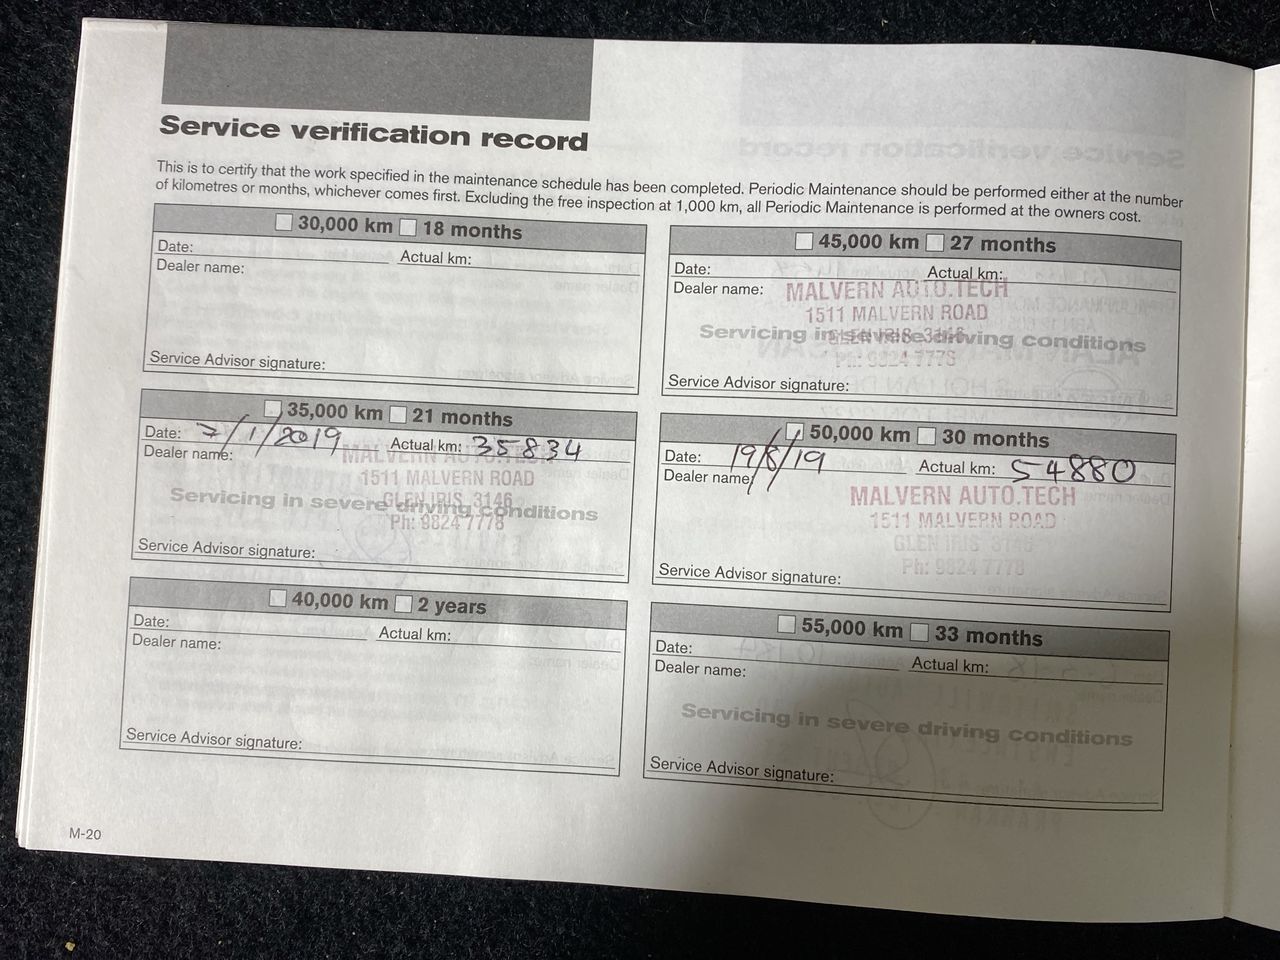 Service verification record
This is to certify that the work specified in the maintenance schedule has been completed. Periodic Maintenance should be performed either at the number
of kilometres or months, whichever comes first. Excluding the free inspection at 1,000 km, all Periodic Maintenance is performed at the owners cost.
30,000 km 18 months
Date: Actual km:
Dealer name:
Service Advisor signature:
35,000 km 21 months
Date: 7/1/2019 Actual km: 35834
Dealer name: MALVERN AUTO.TECH
1511 MALVERN ROAD
Servicing in severe driving conditions
GLEN IRIS 3146
Ph: 9824 7778
Service Advisor signature:
40,000 km 2 years
Date: Actual km:
Dealer name:
Service Advisor signature:
45,000 km 27 months
Date: Actual km:
Dealer name: MALVERN AUTO.TECH
1511 MALVERN ROAD
Servicing in severe driving conditions
GLEN IRIS 3146
Ph: 9824 7778
Service Advisor signature:
50,000 km 30 months
Date: 19/8/19 Actual km: 54880
Dealer name:
MALVERN AUTO.TECH
1511 MALVERN ROAD
GLEN IRIS 3146
Ph: 9824 7778
Service Advisor signature:
55,000 km 33 months
Date: Actual km:
Dealer name:
Servicing in severe driving conditions
Service Advisor signature:
M-20